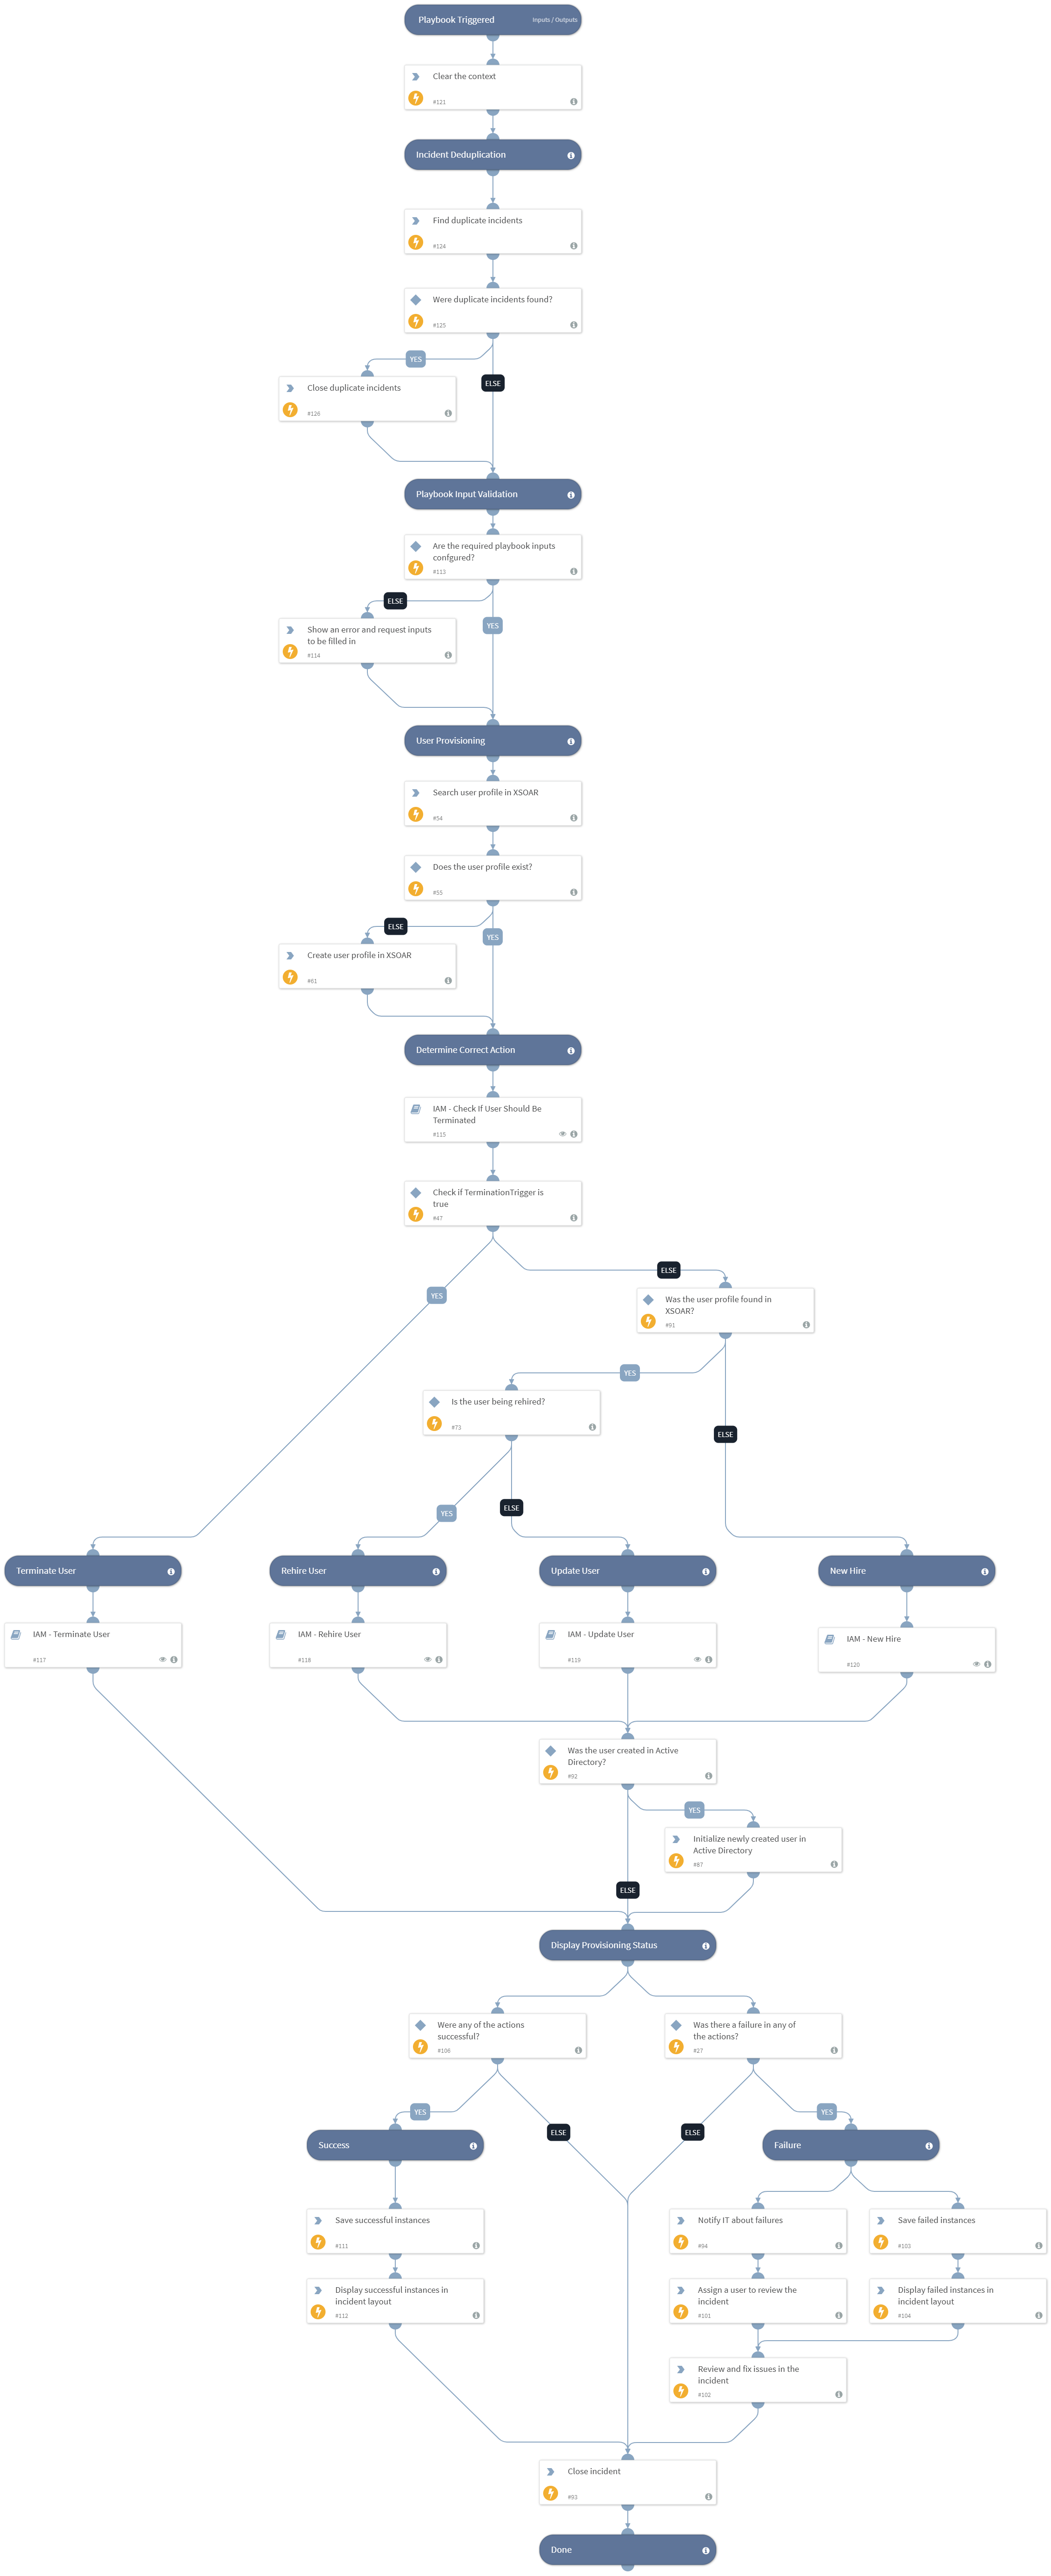 Playbook Triggered Inputs / Outputs
Clear the context
#121
Incident Deduplication
Find duplicate incidents
#124
Were duplicate incidents found?
#125
YES
ELSE
Close duplicate incidents
#126
Playbook Input Validation
Are the required playbook inputs
confgured?
#113
ELSE
YES
Show an error and request inputs
to be filled in
#114
User Provisioning
Search user profile in XSOAR
#54
Does the user profile exist?
#55
ELSE
YES
Create user profile in XSOAR
#61
Determine Correct Action
IAM - Check If User Should Be
Terminated
#115
Check if TerminationTrigger is
true
#47
ELSE
YES
Was the user profile found in
XSOAR?
#91
YES
Is the user being rehired?
#73
ELSE
YES
ELSE
Terminate User
Rehire User
Update User
New Hire
IAM - Terminate User
#117
IAM - Rehire User
#118
IAM - Update User
#119
IAM - New Hire
#120
Was the user created in Active
Directory?
#92
YES
Initialize newly created user in
Active Directory
#87
ELSE
Display Provisioning Status
Were any of the actions
successful?
#106
Was there a failure in any of
the actions?
#27
YES
ELSE
ELSE
YES
Success
Failure
Save successful instances
#111
Notify IT about failures
#94
Save failed instances
#103
Display successful instances in
incident layout
#112
Assign a user to review the
incident
#101
Display failed instances in
incident layout
#104
Review and fix issues in the
incident
#102
Close incident
#93
Done